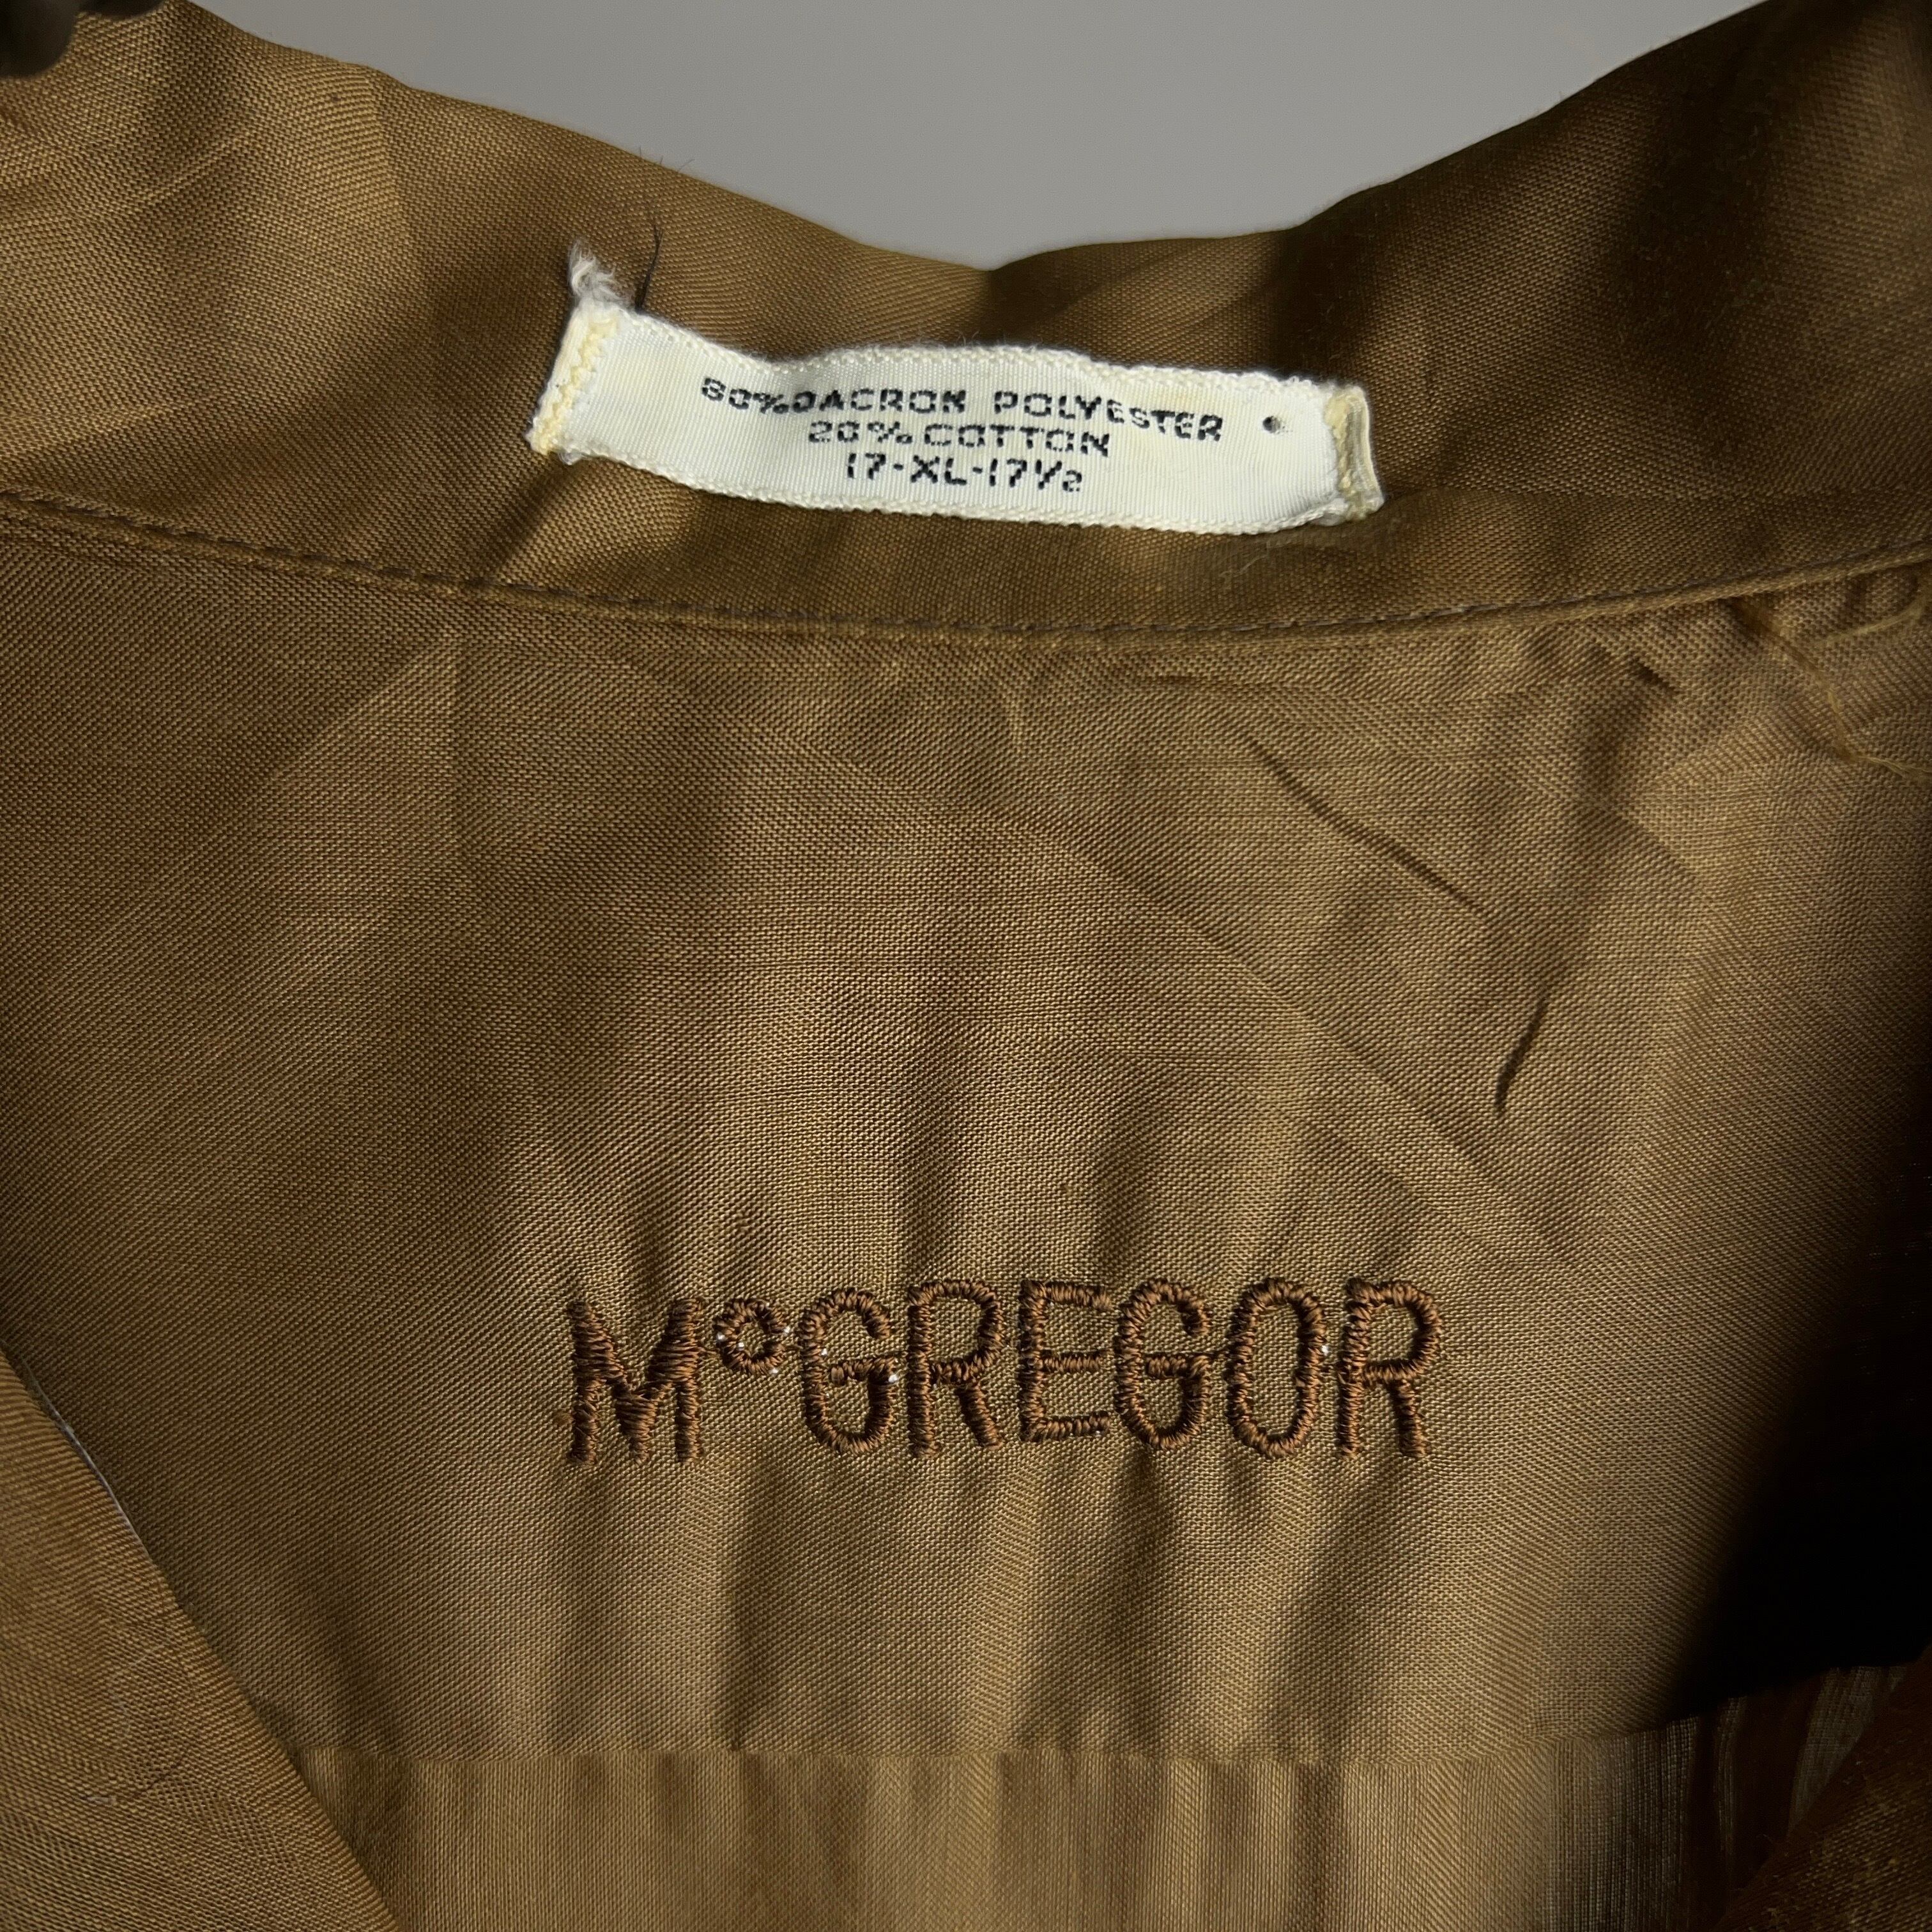 80% DACRON POLYESTER
20% COTTON
17-XL-17½
McGREGOR